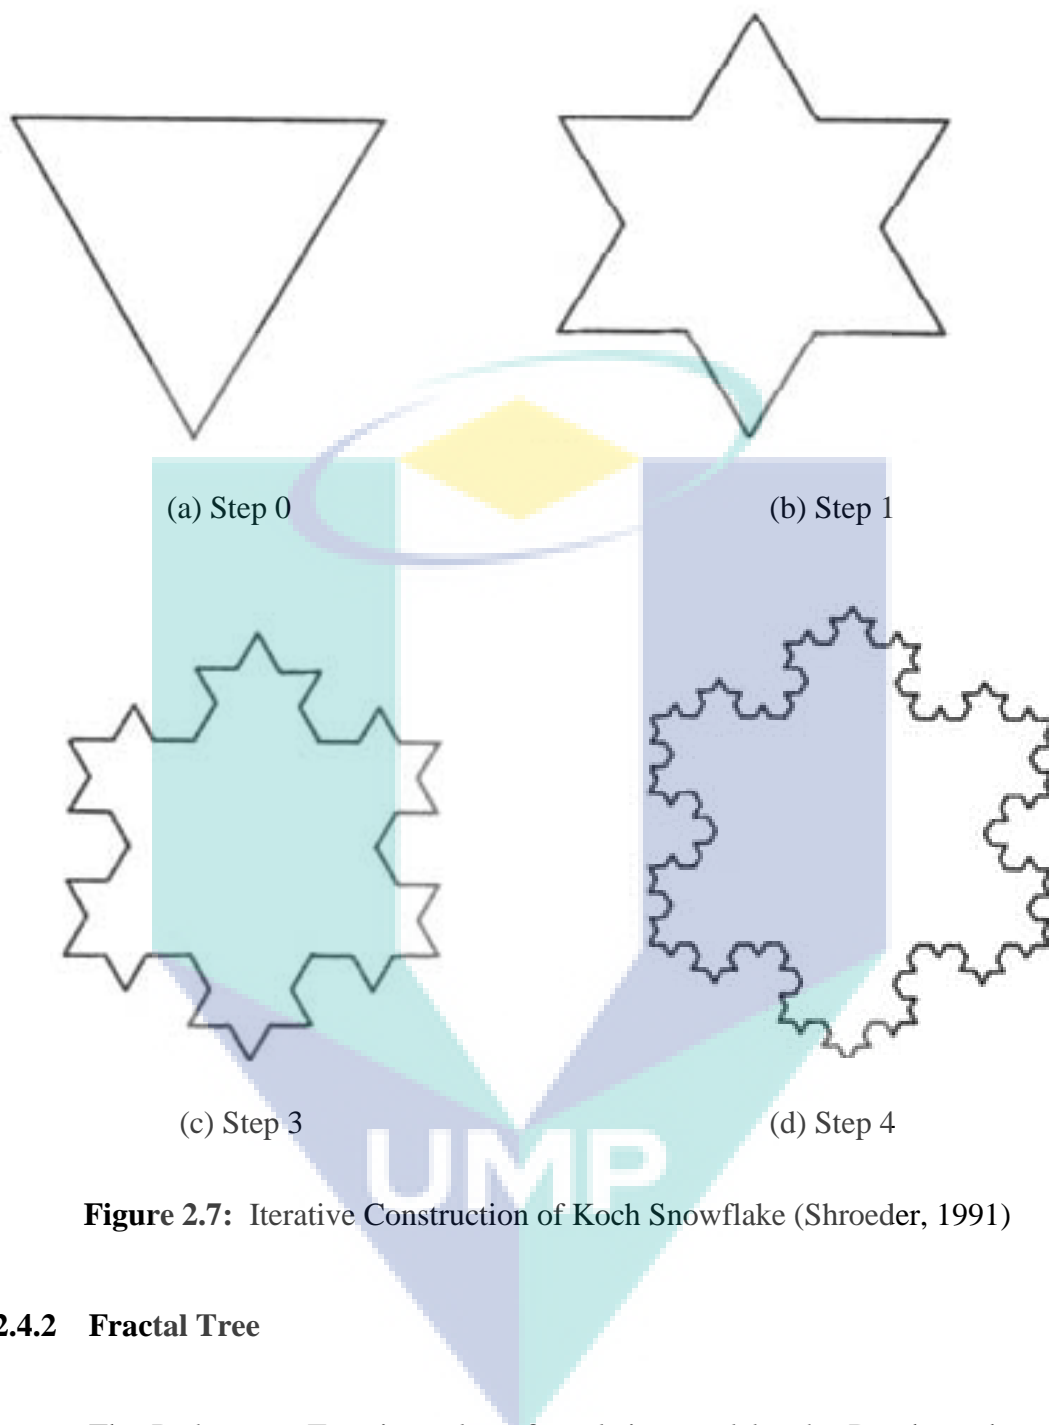 (a) Step 0
(b) Step 1
(c) Step 3
(d) Step 4
UMP
Figure 2.7: Iterative Construction of Koch Snowflake (Shroeder, 1991)
2.4.2 Fractal Tree